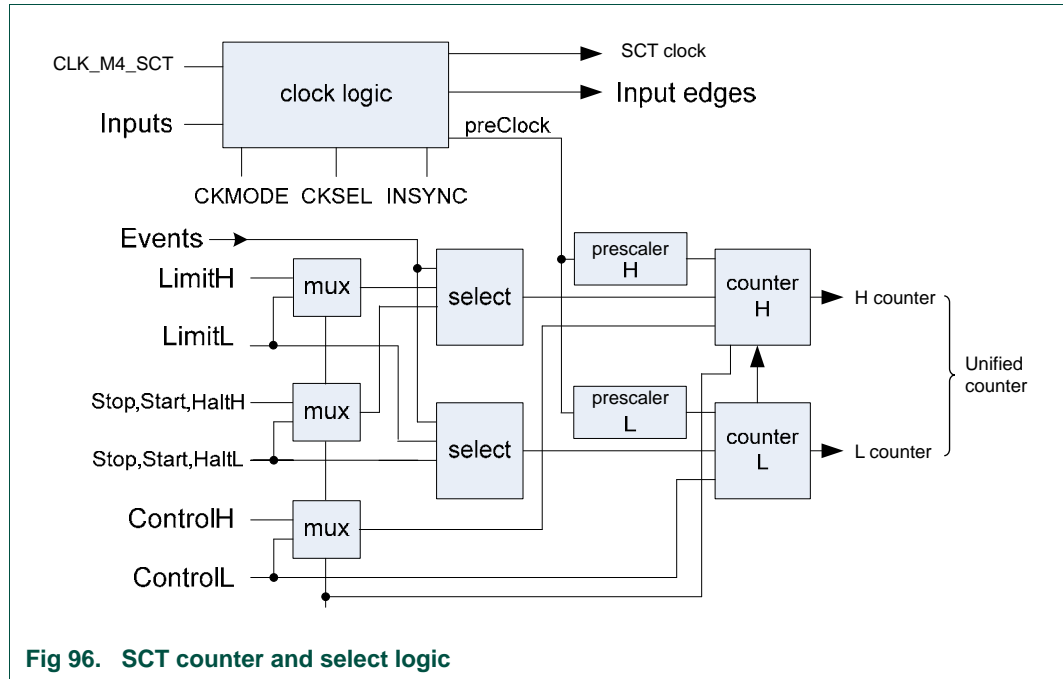 CLK_M4_SCT
Inputs
clock logic
SCT clock
Input edges
preClock
CKMODE CKSEL INSYNC
Events
LimitH
LimitL
Stop,Start,HaltH
Stop,Start,HaltL
ControlH
ControlL
mux
mux
mux
select
select
prescaler
H
prescaler
L
counter
H
counter
L
H counter
L counter
Unified
counter
Fig 96. SCT counter and select logic